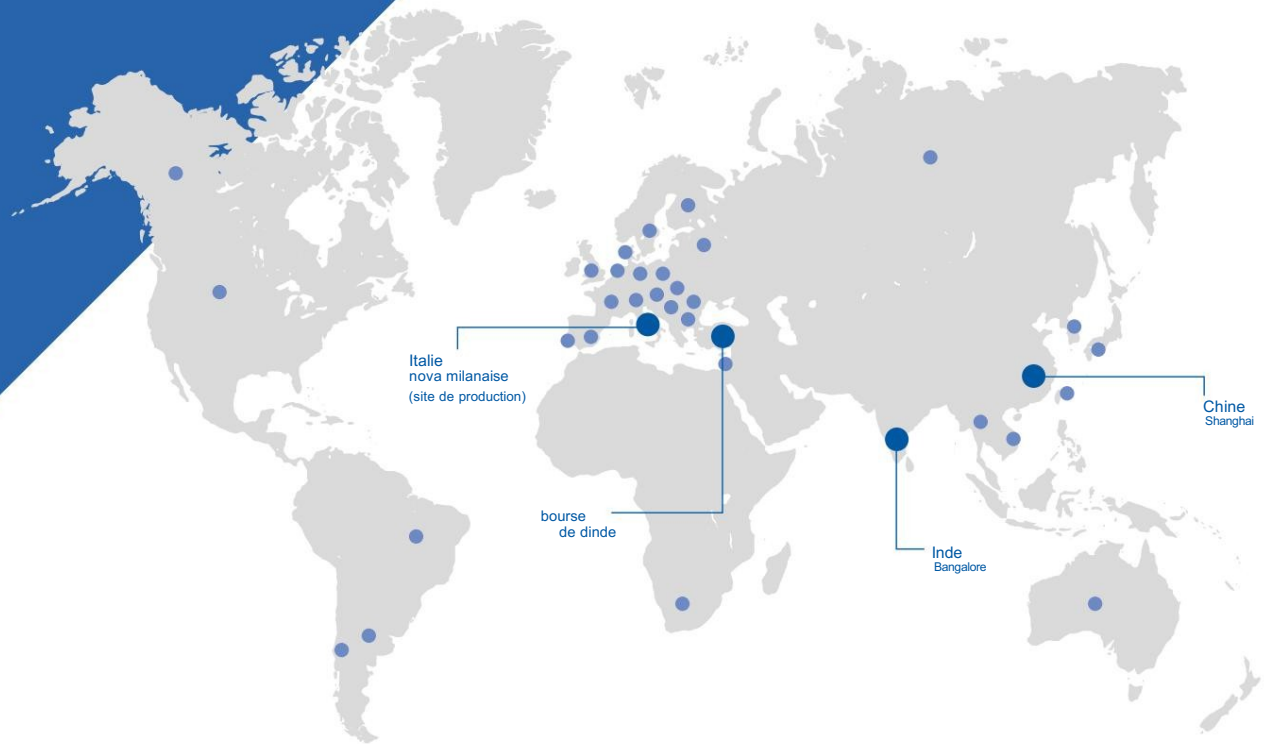 Italie
nova milanaise
(site de production)
Chine
Shanghai
bourse
de dinde
Inde
Bangalore